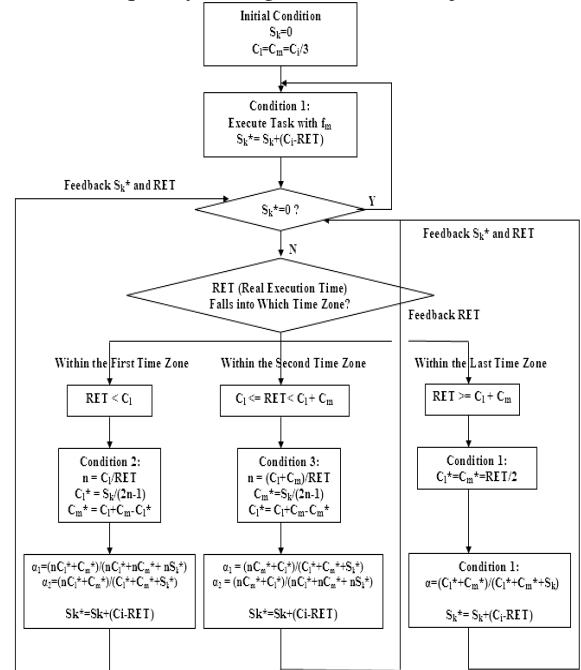 Initial Condition
Sk=0
Cl=Cm=Ci/3
Condition 1:
Execute Task with fm
Sk*= Sk+(Ci-RET)
Feedback Sk* and RET
Y
Sk*=0 ?
Feedback Sk* and RET
N
RET (Real Execution Time)
Falls into Which Time Zone?
Feedback RET
Within the First Time Zone
Within the Second Time Zone
Within the Last Time Zone
RET < Cl
Cl <= RET< Cl + Cm
RET >= Cl + Cm
Condition 2:
n = Cl/RET
Cl* = Sk/(2n-1)
Cm* = Cl+Cm-Cl*
Condition 3:
n = (Cl+Cm)/RET
Cm*=Sk/(2n-1)
Cl*= Cl+Cm-Cm*
Condition 1:
Cl*=Cm*=RET/2
α1=(nCl*+Cm*)/(nCl*+nCm*+ nSk*)
α2=(nCl*+Cm*)/(Cl*+Cm*+Sk*)
Sk*=Sk+(Ci-RET)
α1 = (nCm*+Cl*)/(Cl*+Cm*+Sk*)
α2 = (nCm*+Cl*)/(nCl*+nCm*+ nSk*)
Sk*=Sk+(Ci-RET)
Condition 1:
α=(Cl*+Cm*)/(Cl*+Cm*+Sk)
Sk*= Sk+(Ci-RET)